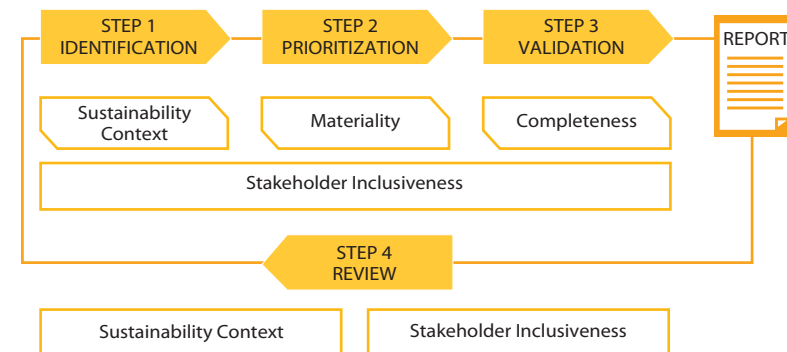 STEP 1
IDENTIFICATION
STEP 2
PRIORITIZATION
STEP 3
VALIDATION
REPORT
Sustainability
Context
Materiality
Completeness
Stakeholder Inclusiveness
STEP 4
REVIEW
Sustainability Context
Stakeholder Inclusiveness